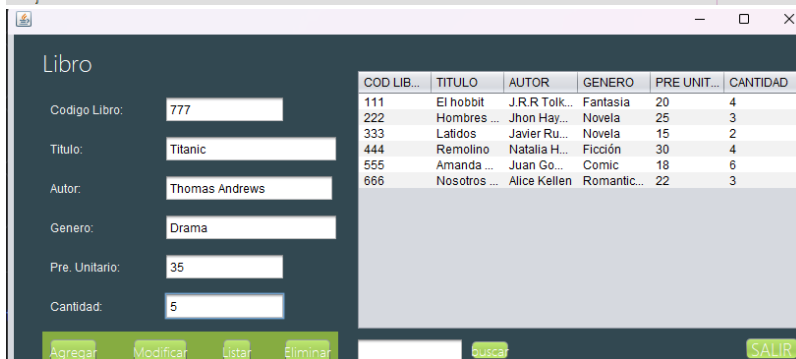 Libro
Codigo Libro: 777
Titulo: Titanic
Autor: Thomas Andrews
Genero: Drama
Pre. Unitario: 35
Cantidad: 5
Agregar Modificar Listar Eliminar
COD LIB... TITULO AUTOR GENERO PRE UNIT... CANTIDAD
111 El hobbit J.R.R Tolk... Fantasia 20 4
222 Hombres ... Jhon Hay... Novela 25 3
333 Latidos Javier Ru... Novela 15 2
444 Remolino Natalia H... Ficción 30 4
555 Amanda ... Juan Go... Comic 18 6
666 Nosotros ... Alice Kellen Romantic... 22 3
buscar SALIR